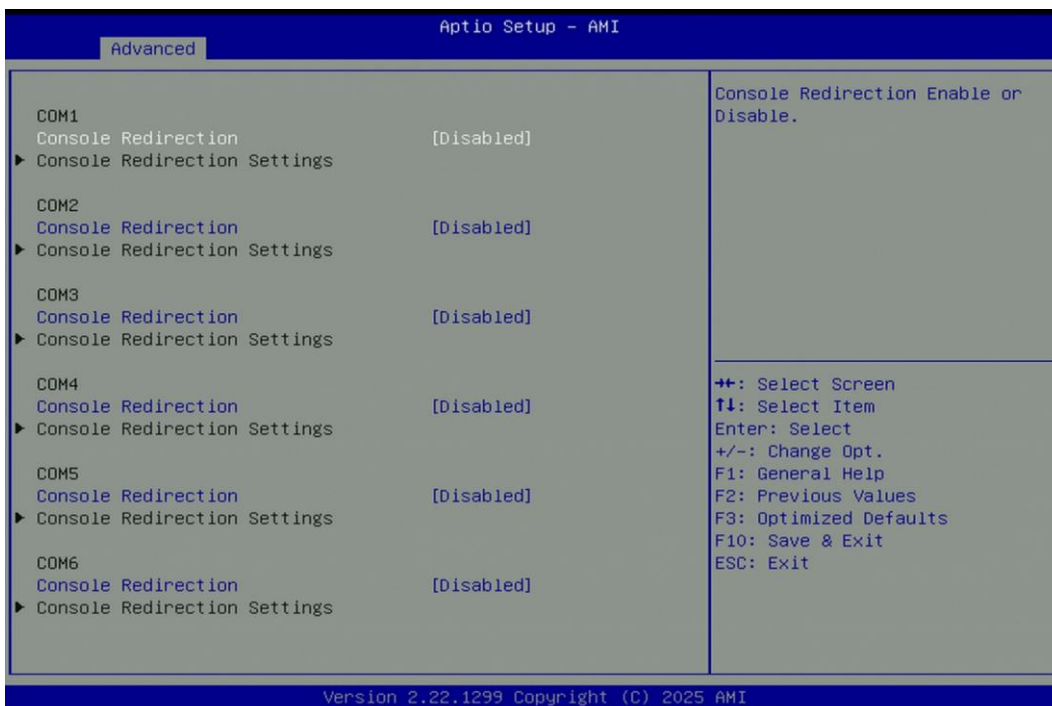 Aptio Setup – AMI
Advanced
COM1
Console Redirection [Disabled]
▶ Console Redirection Settings
COM2
Console Redirection [Disabled]
▶ Console Redirection Settings
COM3
Console Redirection [Disabled]
▶ Console Redirection Settings
COM4
Console Redirection [Disabled]
▶ Console Redirection Settings
COM5
Console Redirection [Disabled]
▶ Console Redirection Settings
COM6
Console Redirection [Disabled]
▶ Console Redirection Settings
Console Redirection Enable or
Disable.
→←: Select Screen
↑↓: Select Item
Enter: Select
+/-: Change Opt.
F1: General Help
F2: Previous Values
F3: Optimized Defaults
F10: Save & Exit
ESC: Exit
Version 2.22.1299 Copyright (C) 2025 AMI